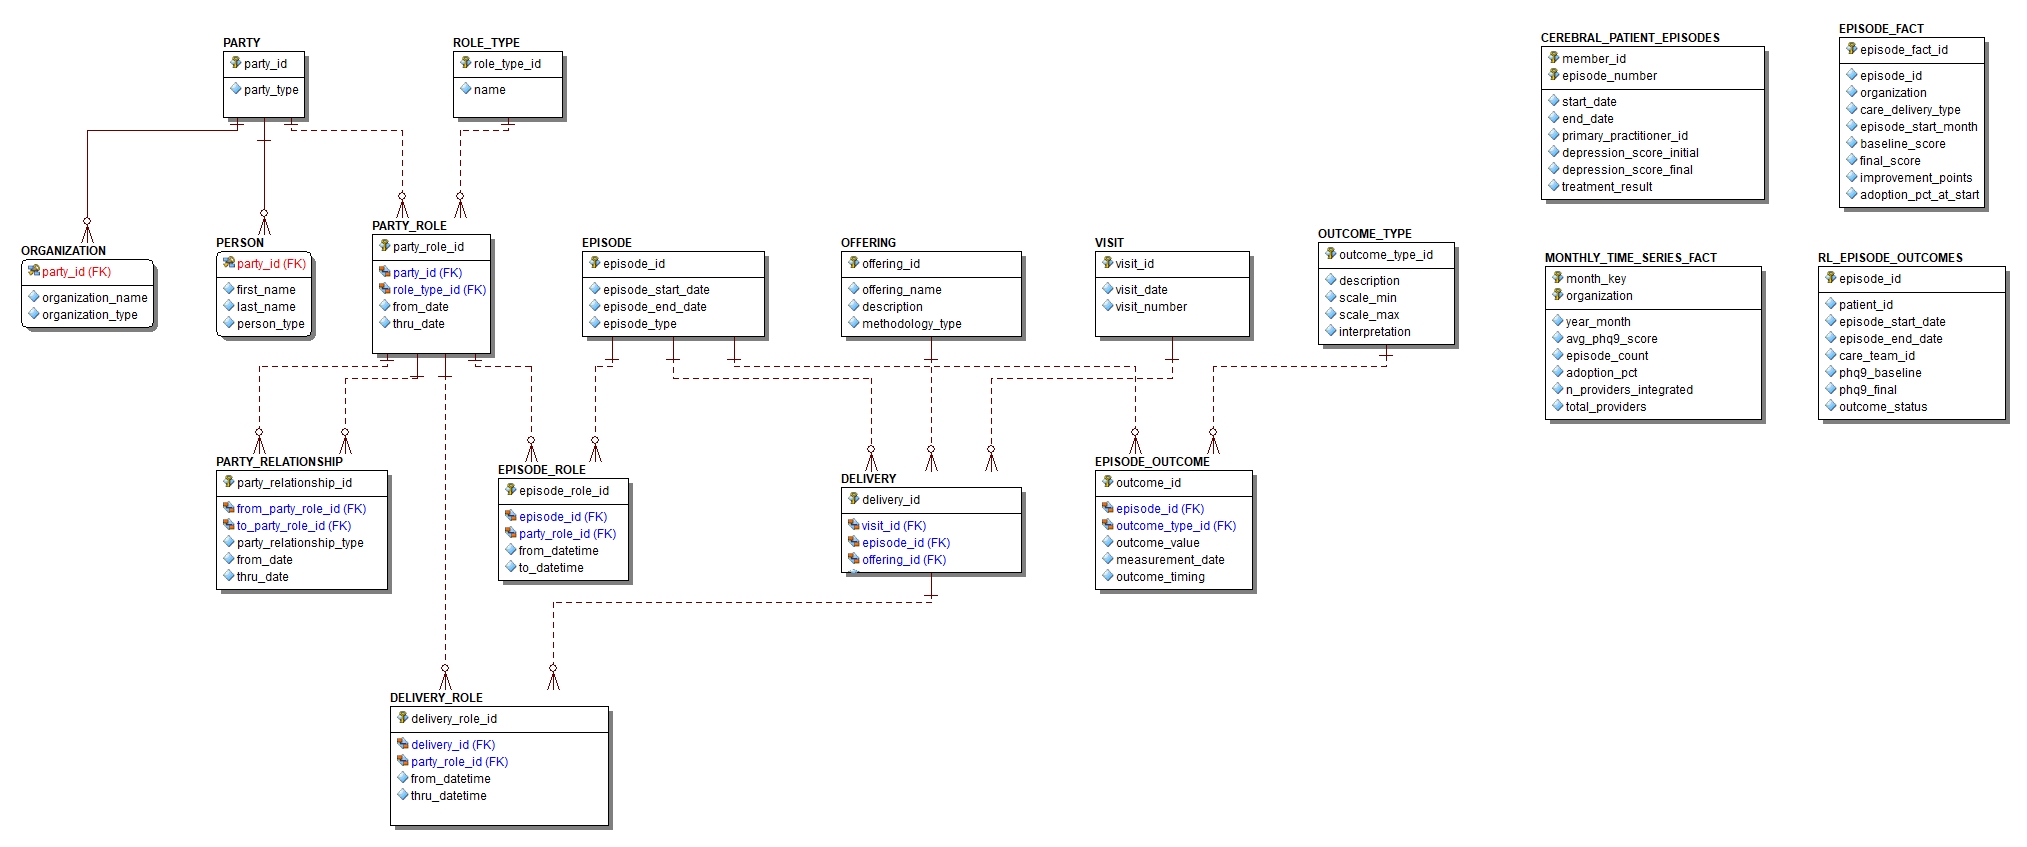 PARTY
party_id
party_type
ROLE_TYPE
role_type_id
name
CEREBRAL_PATIENT_EPISODES
member_id
episode_number
start_date
end_date
primary_practitioner_id
depression_score_initial
depression_score_final
treatment_result
EPISODE_FACT
episode_fact_id
episode_id
organization
care_delivery_type
episode_start_month
baseline_score
final_score
improvement_points
adoption_pct_at_start
ORGANIZATION
party_id (FK)
organization_name
organization_type
PERSON
party_id (FK)
first_name
last_name
person_type
PARTY_ROLE
party_role_id
party_id (FK)
role_type_id (FK)
from_date
thru_date
EPISODE
episode_id
episode_start_date
episode_end_date
episode_type
OFFERING
offering_id
offering_name
description
methodology_type
VISIT
visit_id
visit_date
visit_number
OUTCOME_TYPE
outcome_type_id
description
scale_min
scale_max
interpretation
MONTHLY_TIME_SERIES_FACT
month_key
organization
year_month
avg_phq9_score
episode_count
adoption_pct
n_providers_integrated
total_providers
RL_EPISODE_OUTCOMES
episode_id
patient_id
episode_start_date
episode_end_date
care_team_id
phq9_baseline
phq9_final
outcome_status
PARTY_RELATIONSHIP
party_relationship_id
from_party_role_id (FK)
to_party_role_id (FK)
party_relationship_type
from_date
thru_date
EPISODE_ROLE
episode_role_id
episode_id (FK)
party_role_id (FK)
from_datetime
to_datetime
DELIVERY
delivery_id
visit_id (FK)
episode_id (FK)
offering_id (FK)
EPISODE_OUTCOME
outcome_id
episode_id (FK)
outcome_type_id (FK)
outcome_value
measurement_date
outcome_timing
DELIVERY_ROLE
delivery_role_id
delivery_id (FK)
party_role_id (FK)
from_datetime
thru_datetime